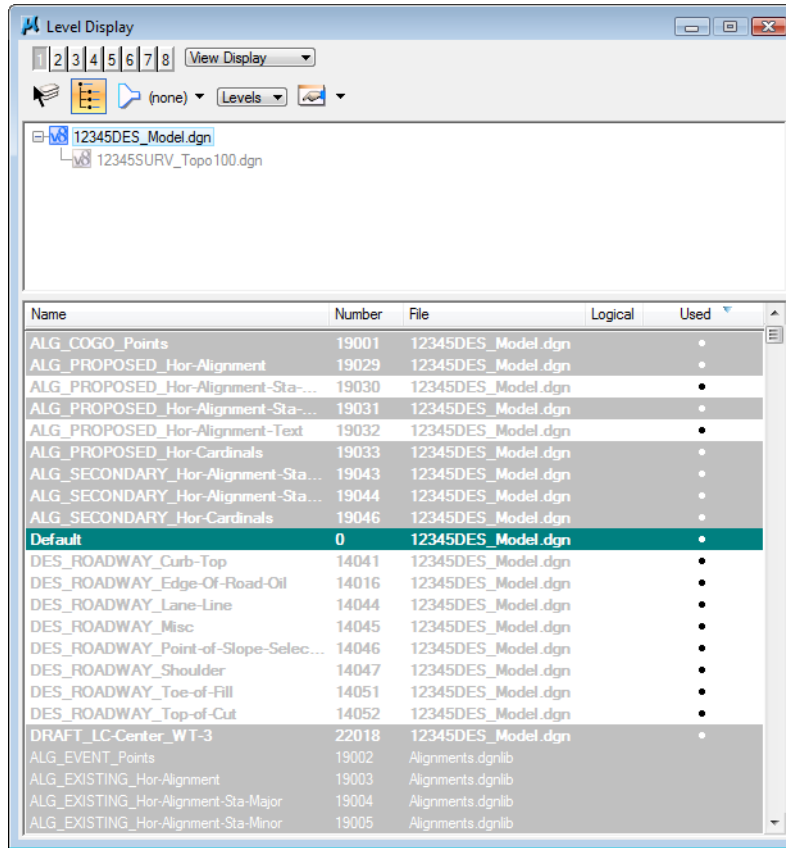 Level Display
1 2 3 4 5 6 7 8 View Display
(none) Levels
12345DES_Model.dgn
12345SURV_Topo100.dgn
Name Number File Logical Used
ALG_COGO_Points 19001 12345DES_Model.dgn
ALG_PROPOSED_Hor-Alignment 19029 12345DES_Model.dgn
ALG_PROPOSED_Hor-Alignment-Sta-... 19030 12345DES_Model.dgn
ALG_PROPOSED_Hor-Alignment-Sta-... 19031 12345DES_Model.dgn
ALG_PROPOSED_Hor-Alignment-Text 19032 12345DES_Model.dgn
ALG_PROPOSED_Hor-Cardinals 19033 12345DES_Model.dgn
ALG_SECONDARY_Hor-Alignment-Sta... 19043 12345DES_Model.dgn
ALG_SECONDARY_Hor-Alignment-Sta... 19044 12345DES_Model.dgn
ALG_SECONDARY_Hor-Cardinals 19046 12345DES_Model.dgn
Default 0 12345DES_Model.dgn
DES_ROADWAY_Curb-Top 14041 12345DES_Model.dgn
DES_ROADWAY_Edge-Of-Road-Oil 14016 12345DES_Model.dgn
DES_ROADWAY_Lane-Line 14044 12345DES_Model.dgn
DES_ROADWAY_Misc 14045 12345DES_Model.dgn
DES_ROADWAY_Point-of-Slope-Selec... 14046 12345DES_Model.dgn
DES_ROADWAY_Shoulder 14047 12345DES_Model.dgn
DES_ROADWAY_Toe-of-Fill 14051 12345DES_Model.dgn
DES_ROADWAY_Top-of-Cut 14052 12345DES_Model.dgn
DRAFT_LC-Center_WT-3 22018 12345DES_Model.dgn
ALG_EVENT_Points 19002 Alignments.dgnlib
ALG_EXISTING_Hor-Alignment 19003 Alignments.dgnlib
ALG_EXISTING_Hor-Alignment-Sta-Major 19004 Alignments.dgnlib
ALG_EXISTING_Hor-Alignment-Sta-Minor 19005 Alignments.dgnlib